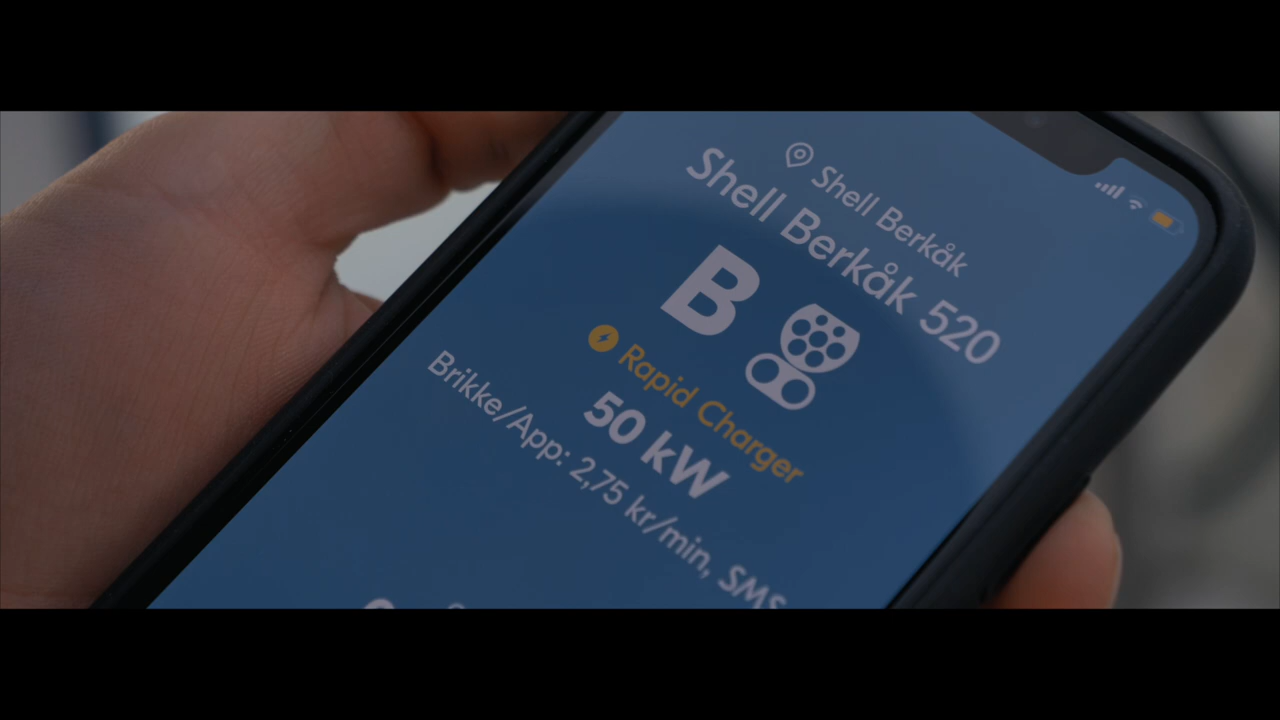 Shell Berkåk
Shell Berkåk 520
B
Rapid Charger
50 kW
Brikke/App: 2,75 kr/min, SMS